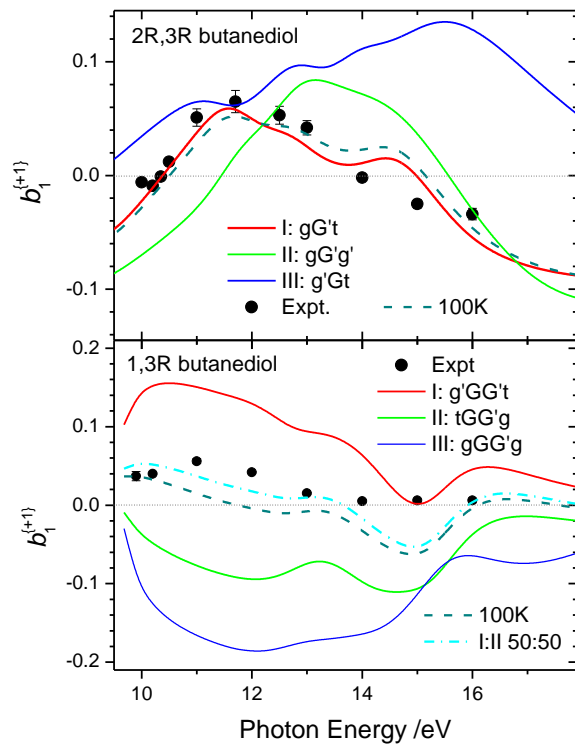 2R,3R butanediol
0.1
0.0
-0.1
b₁^{+1}
I: gG't
II: gG'g'
III: g'Gt
Expt.
100K
1,3R butanediol
Expt
I: g'GG't
II: tGG'g
III: gGG'g
0.2
0.1
0.0
-0.1
-0.2
b₁^{+1}
100K
I:II 50:50
10 12 14 16
Photon Energy /eV